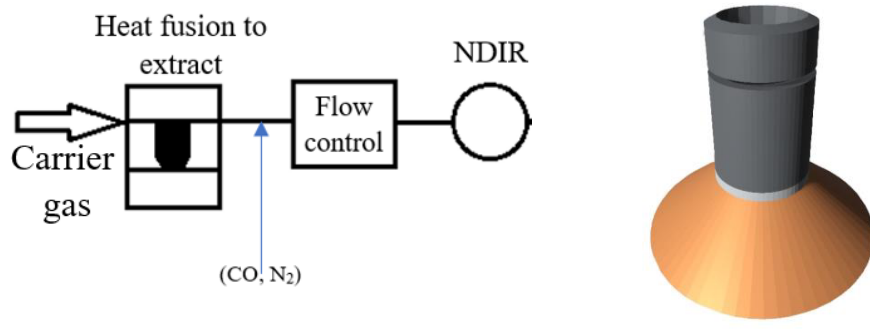 Heat fusion to
extract
NDIR
Flow
control
Carrier
gas
(CO, N₂)